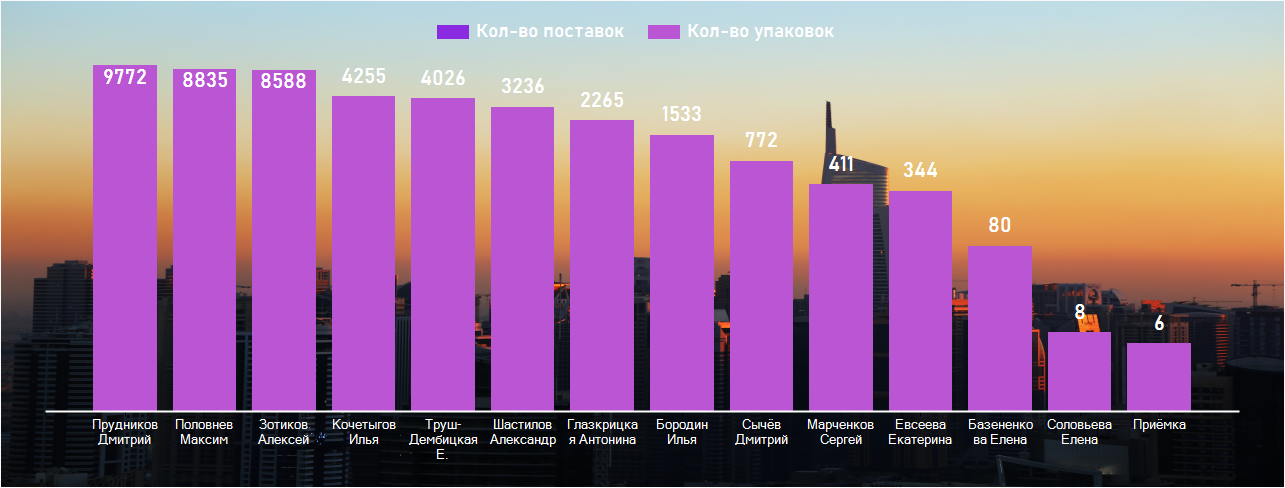 Кол-во поставок Кол-во упаковок
9772 8835 8588 4255 4026 3236 2265 1533 772 411 344 80 8 6
Прудников Половнев Зотиков Кочетыгов Труш- Шастилов Глазкрицка Бородин Сычёв Марченков Евсеева Базененко Соловьева Приёмка
Дмитрий Максим Алексей Илья Дембицкая Александр я Антонина Илья Дмитрий Сергей Екатерина ва Елена Елена
Е.